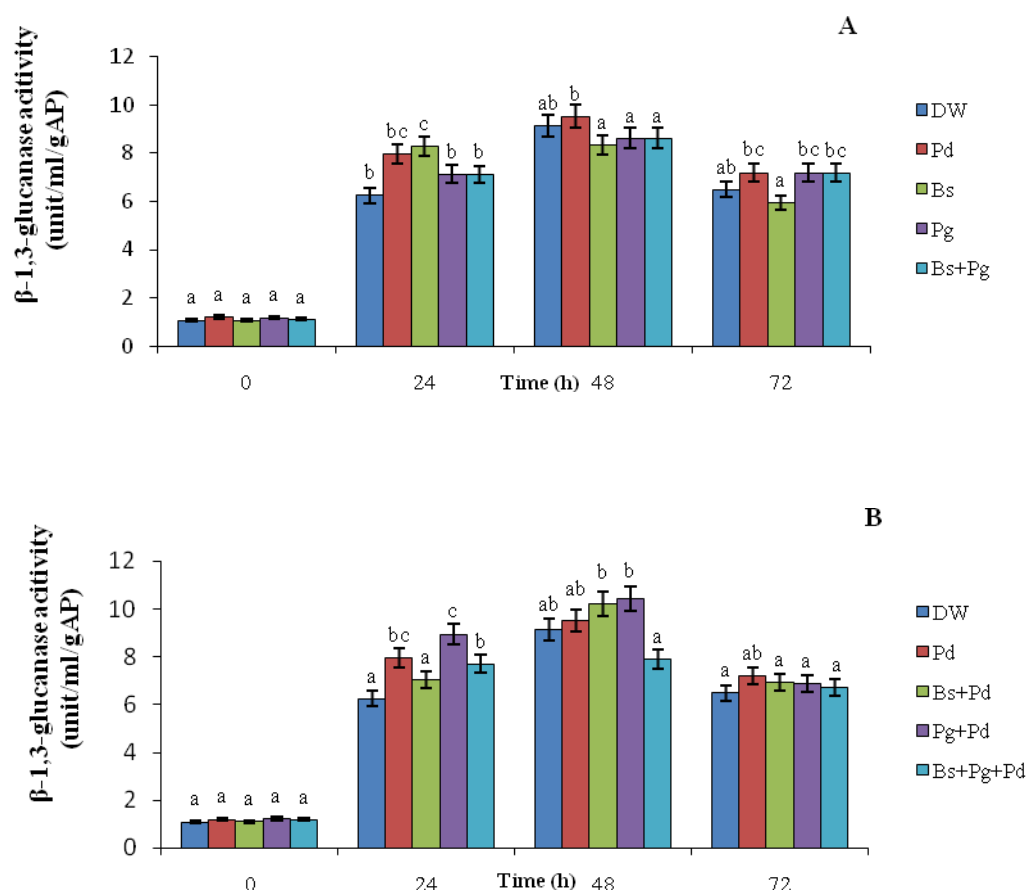 A
β-1,3-glucanase acitivity
(unit/ml/gAP)
12
10
8
6
4
2
0
a a a a a
b bc c b b
ab b a a a
ab bc a bc bc
0 24 Time (h) 48 72
DW
Pd
Bs
Pg
Bs+Pg
B
β-1,3-glucanase acitivity
(unit/ml/gAP)
12
10
8
6
4
2
0
a a a a a
a bc a c b
ab ab b b a
a ab a a a
0 24 Time (h) 48 72
DW
Pd
Bs+Pd
Pg+Pd
Bs+Pg+Pd